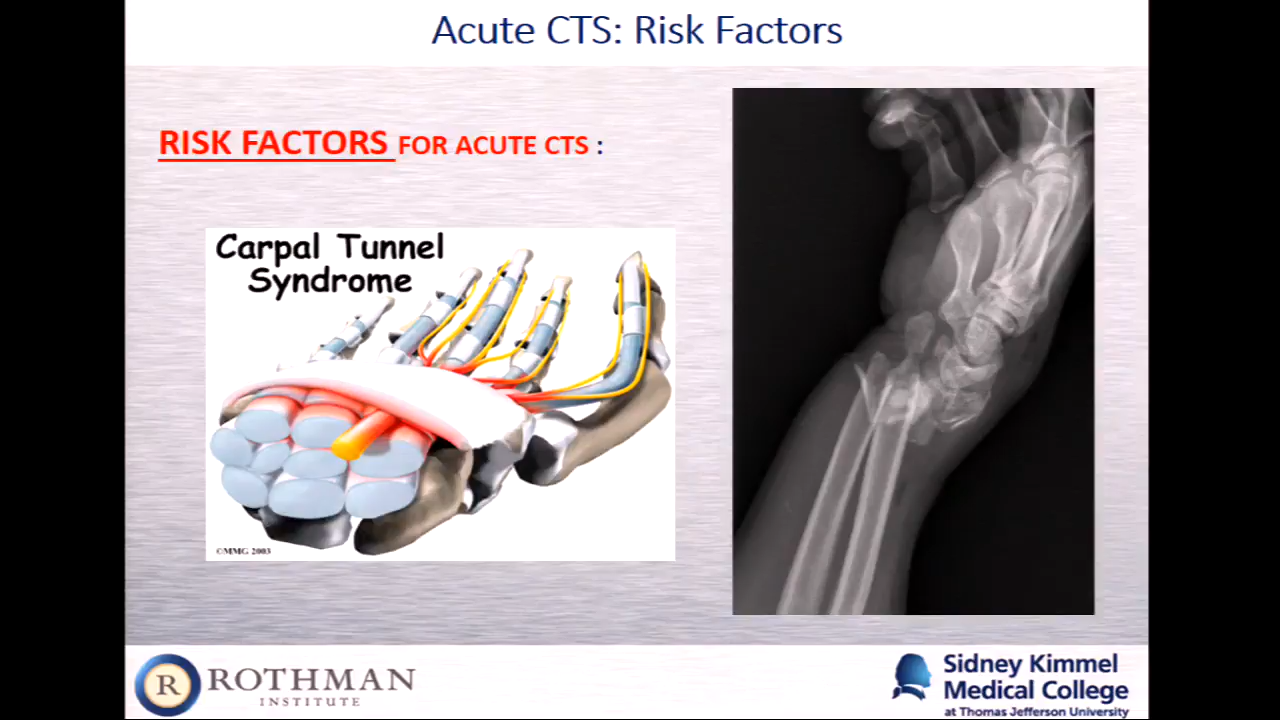 Acute CTS: Risk Factors
RISK FACTORS FOR ACUTE CTS :
Carpal Tunnel
Syndrome
©MMG 2003
R
ROTHMAN
INSTITUTE
Sidney Kimmel
Medical College
at Thomas Jefferson University